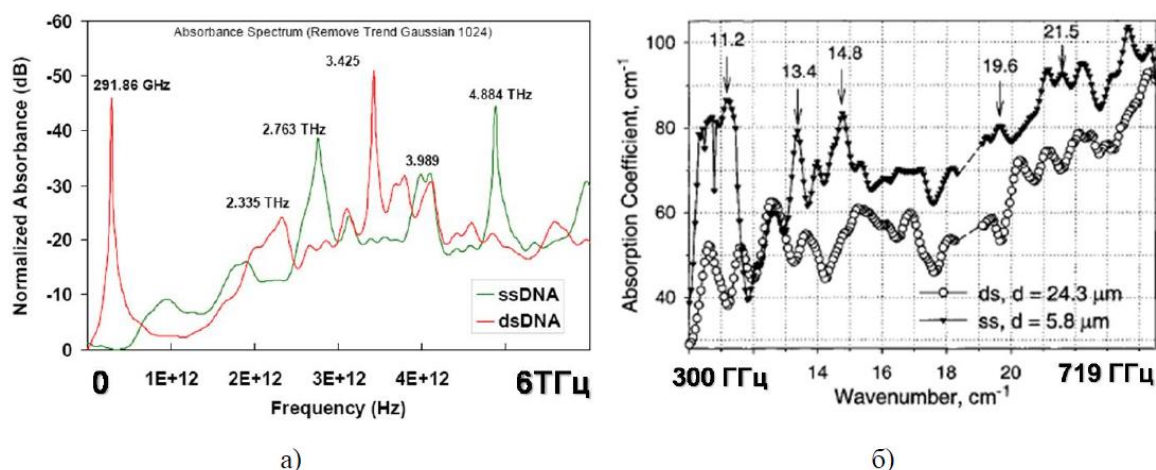 Absorbance Spectrum (Remove Trend Gaussian 1024)
Normalized Absorbance (dB)
-60
-50
-40
-30
-20
-10
0
291.86 GHz
2.335 THz
2.763 THz
3.425
3.989
4.884 THz
ssDNA
dsDNA
0 1E+12 2E+12 3E+12 4E+12 6ТГц
Frequency (Hz)
а)
Absorption Coefficient, cm⁻¹
100
80
60
40
11.2
13.4
14.8
19.6
21.5
ds, d = 24.3 μm
ss, d = 5.8 μm
300 ГГц 14 16 18 20 719 ГГц
Wavenumber, cm⁻¹
б)